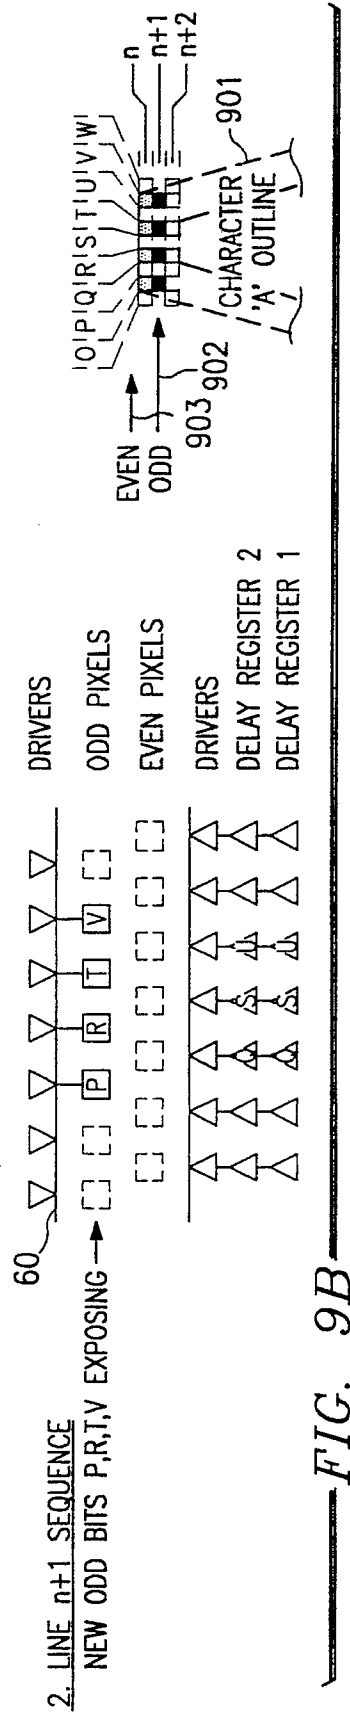 2. LINE n+1 SEQUENCE
NEW ODD BITS P,R,T,V EXPOSING
60
DRIVERS
P R T V
ODD PIXELS
EVEN PIXELS
DRIVERS
Q S U
DELAY REGISTER 2
Q S U
DELAY REGISTER 1
O P Q R S T U V W
n
n+1
n+2
EVEN
ODD
903
902
901
CHARACTER
'A' OUTLINE
FIG. 9B